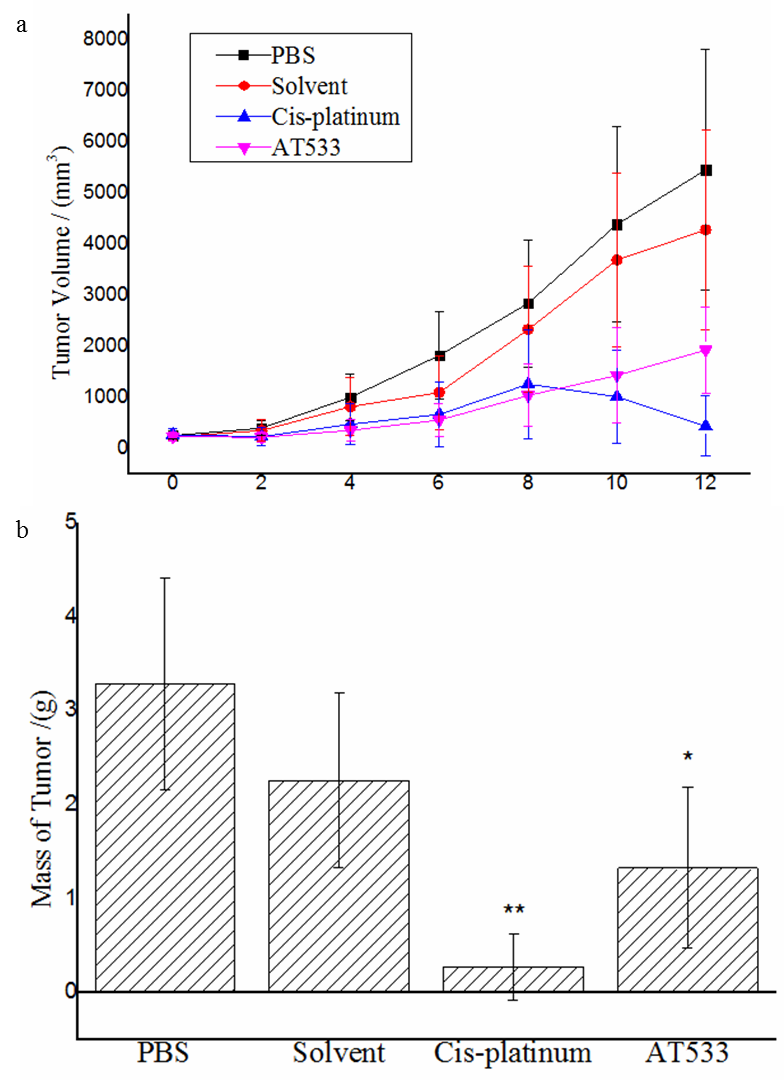 a
8000
7000
6000
5000
4000
3000
2000
1000
0
Tumor Volume / (mm³)
PBS
Solvent
Cis-platinum
AT533
0 2 4 6 8 10 12
b
5
4
3
2
1
0
Mass of Tumor /(g)
**
*
PBS Solvent Cis-platinum AT533